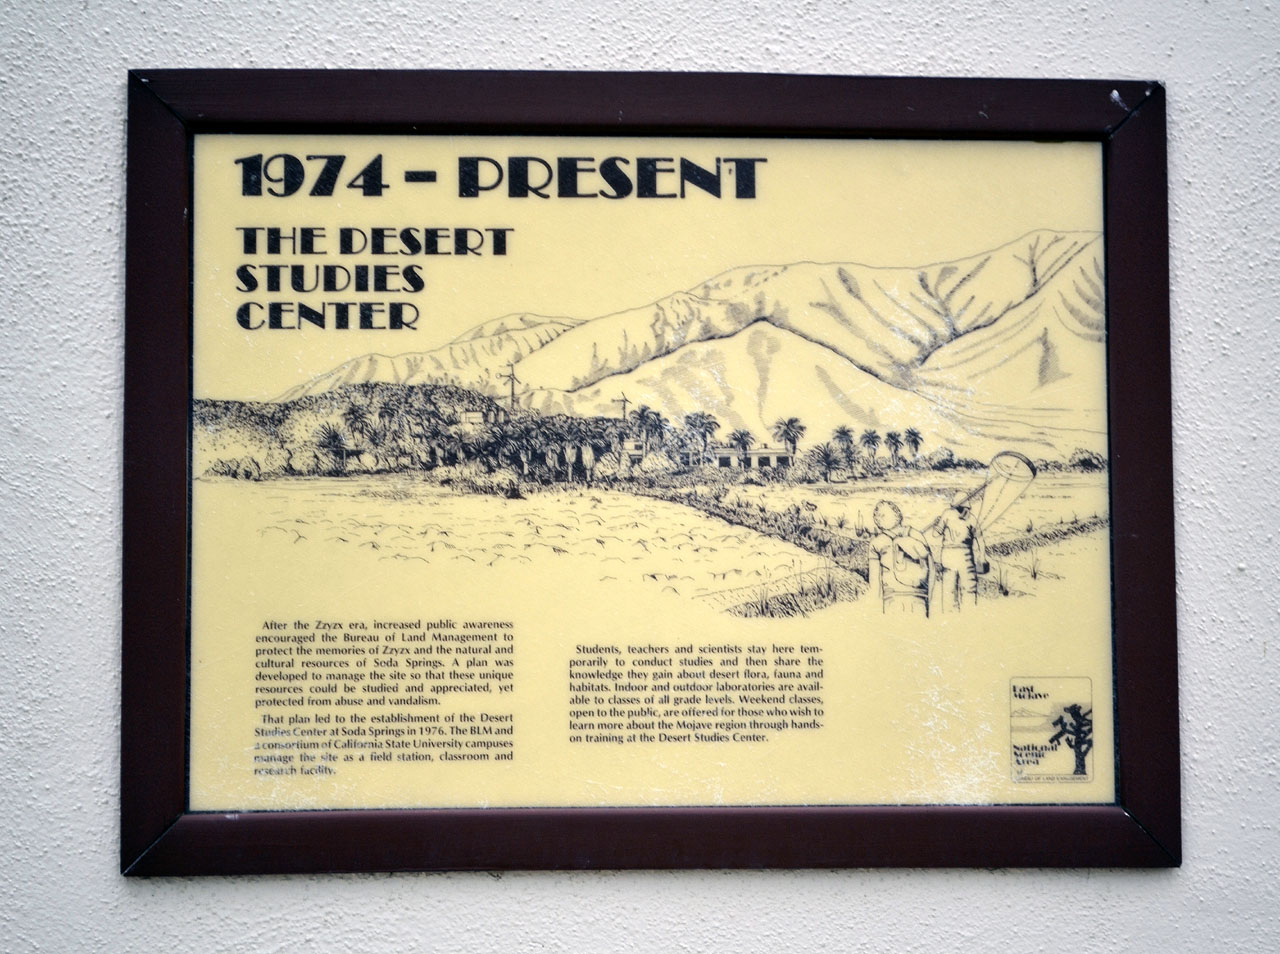 1974 – PRESENT
THE DESERT
STUDIES
CENTER
After the Zzyzx era, increased public awareness
encouraged the Bureau of Land Management to
protect the memories of Zzyzx and the natural and
cultural resources of Soda Springs. A plan was
developed to manage the site so that these unique
resources could be studied and appreciated, yet
protected from abuse and vandalism.
That plan led to the establishment of the Desert
Studies Center at Soda Springs in 1976. The BLM and
a consortium of California State University campuses
manage the site as a field station, classroom and
research facility.
Students, teachers and scientists stay here tem-
porarily to conduct studies and then share the
knowledge they gain about desert flora, fauna and
habitats. Indoor and outdoor laboratories are avail-
able to classes of all grade levels. Weekend classes,
open to the public, are offered for those who wish to
learn more about the Mojave region through hands-
on training at the Desert Studies Center.
East
Mojave
National
Scenic
Area
BUREAU OF LAND MANAGEMENT